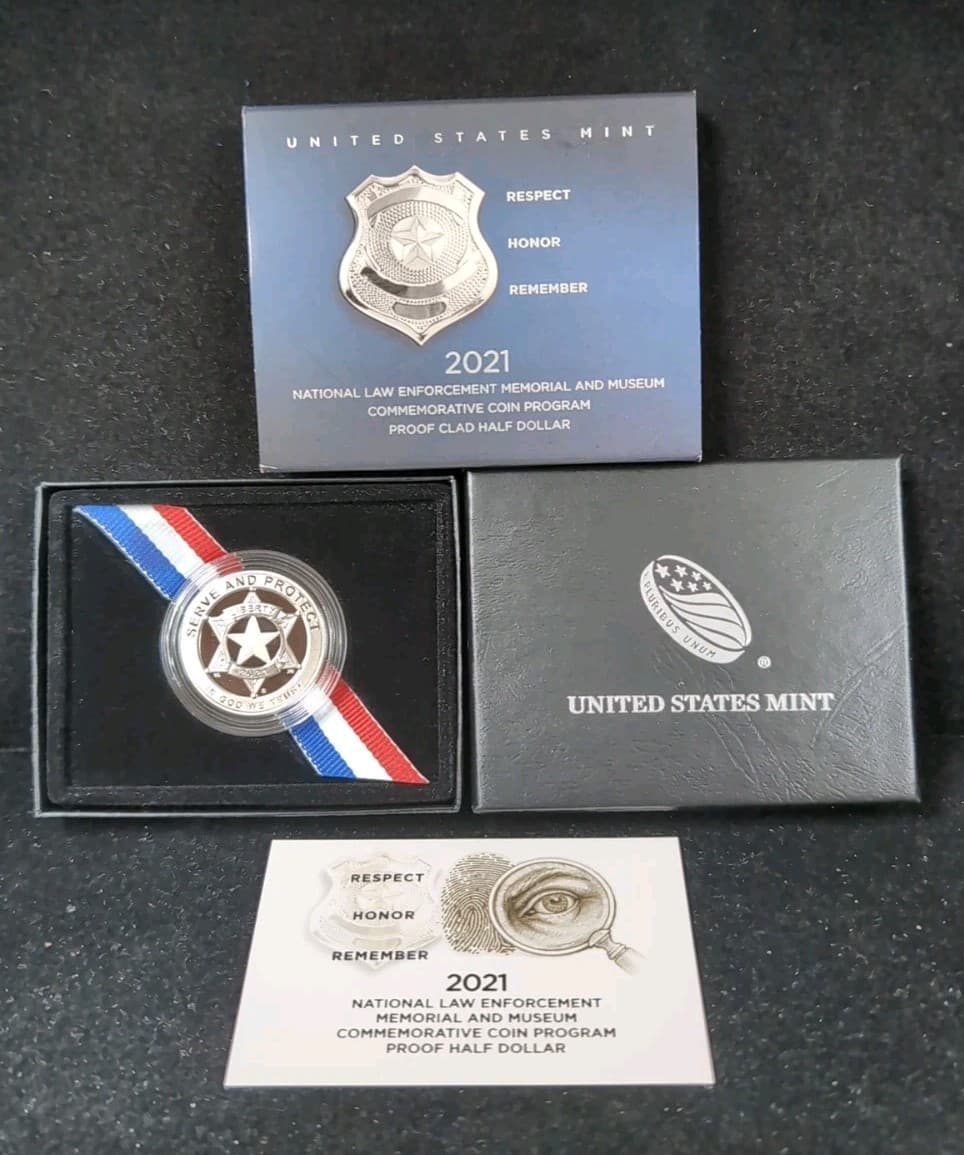 UNITED STATES MINT
RESPECT
HONOR
REMEMBER
2021
NATIONAL LAW ENFORCEMENT MEMORIAL AND MUSEUM
COMMEMORATIVE COIN PROGRAM
PROOF CLAD HALF DOLLAR
SERVE AND PROTECT
LIBERTY
GOD WE TRUST
PLURIBUS UNUM
®
UNITED STATES MINT
RESPECT
HONOR
REMEMBER
2021
NATIONAL LAW ENFORCEMENT
MEMORIAL AND MUSEUM
COMMEMORATIVE COIN PROGRAM
PROOF HALF DOLLAR